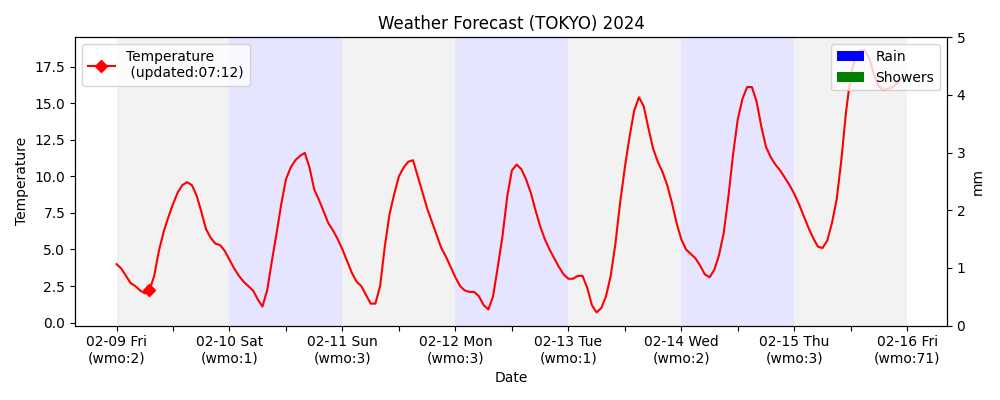 Weather Forecast (TOKYO) 2024
Temperature
(updated:07:12)
Rain
Showers
Temperature
17.5
15.0
12.5
10.0
7.5
5.0
2.5
0.0
5
4
3
2
1
0
mm
02-09 Fri
(wmo:2)
02-10 Sat
(wmo:1)
02-11 Sun
(wmo:3)
02-12 Mon
(wmo:3)
02-13 Tue
(wmo:1)
02-14 Wed
(wmo:2)
02-15 Thu
(wmo:3)
02-16 Fri
(wmo:71)
Date